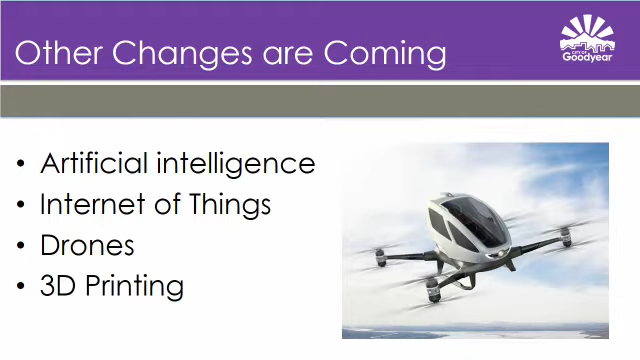 Other Changes are Coming
CITY OF
Goodyear
• Artificial intelligence
• Internet of Things
• Drones
• 3D Printing